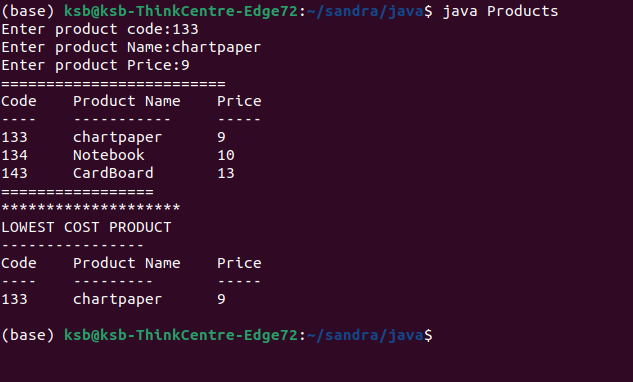 (base) ksb@ksb-ThinkCentre-Edge72:~/sandra/java$ java Products
Enter product code:133
Enter product Name:chartpaper
Enter product Price:9
=========================
Code    Product Name    Price
----    -----------     -----
133     chartpaper      9
134     Notebook        10
143     CardBoard       13
=================
********************
LOWEST COST PRODUCT
----------------
Code    Product Name    Price
----    ---------       -----
133     chartpaper      9
(base) ksb@ksb-ThinkCentre-Edge72:~/sandra/java$